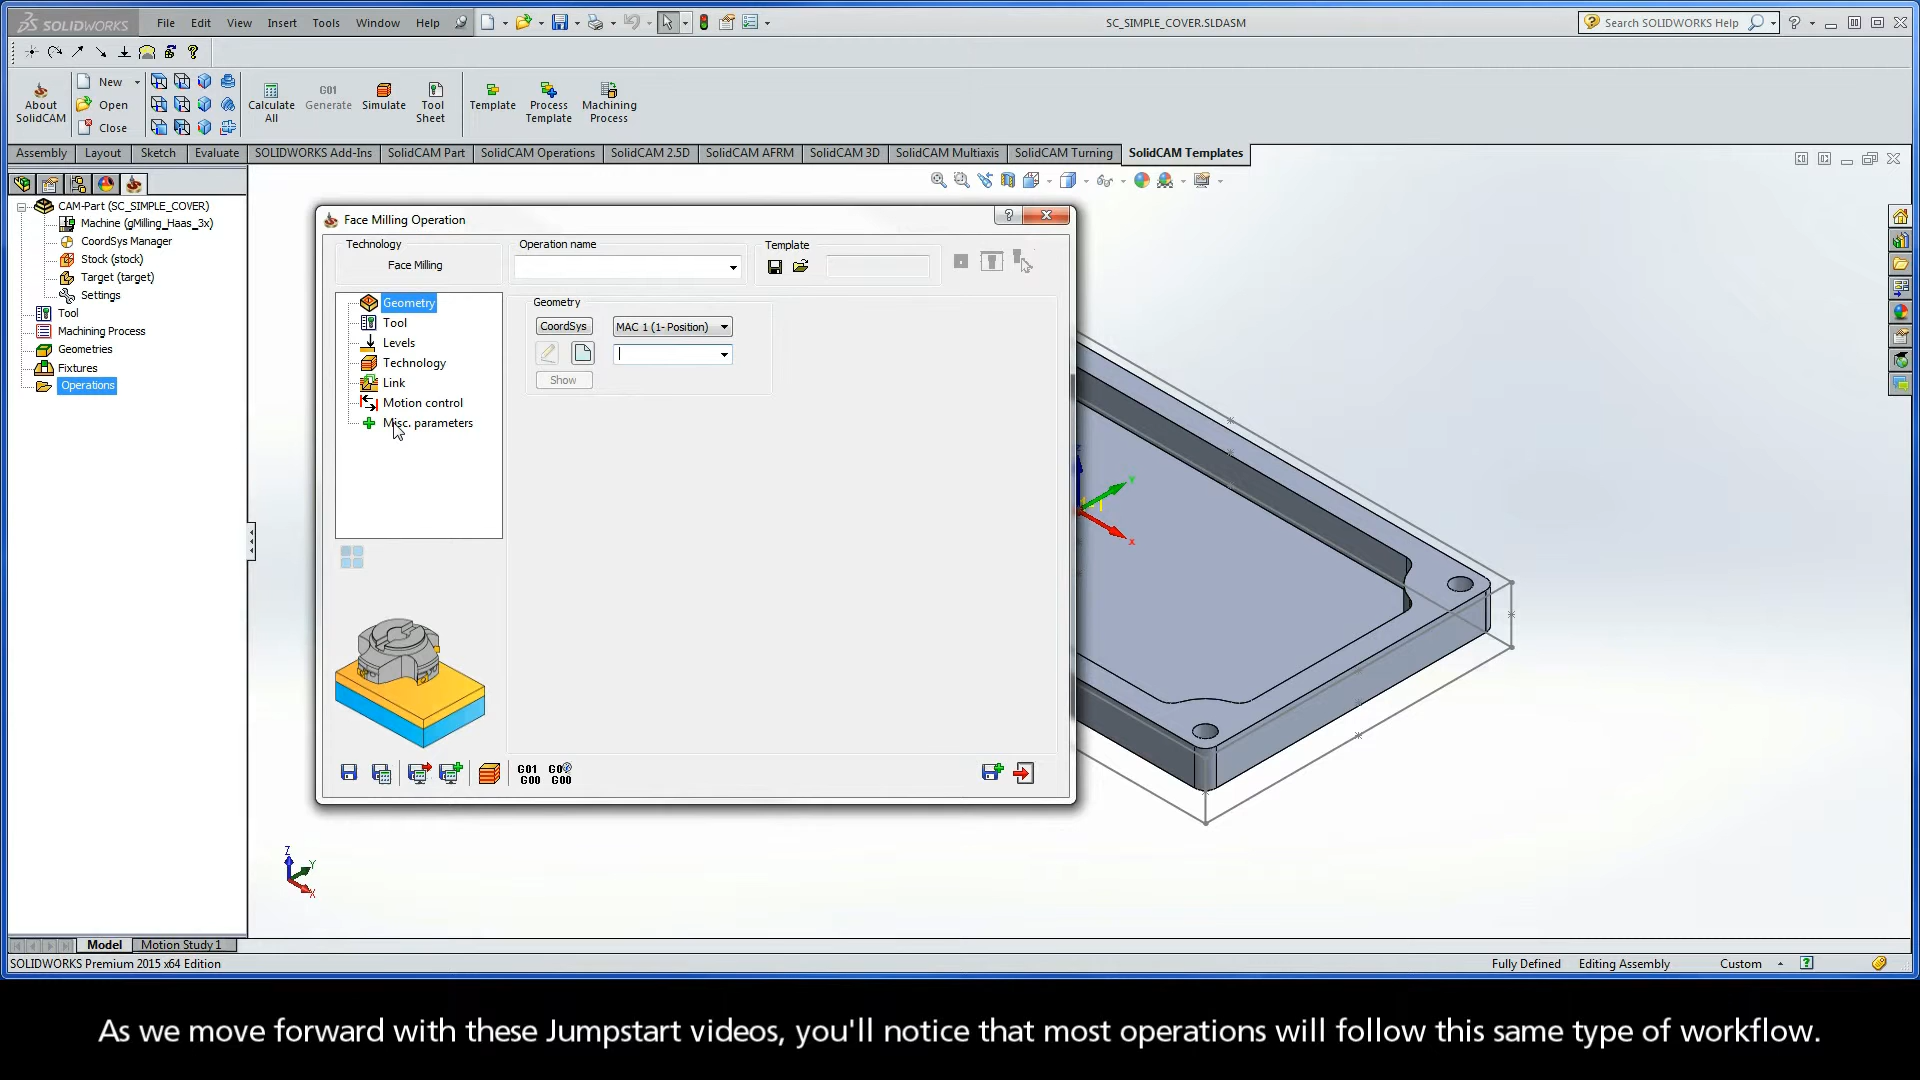 SOLIDWORKS File Edit View Insert Tools Window Help SC_SIMPLE_COVER.SLDASM Search SOLIDWORKS Help
New
Open
Close
About SolidCAM
Calculate All
G01 Generate
Simulate
Tool Sheet
Template
Process Template
Machining Process
Assembly Layout Sketch Evaluate SOLIDWORKS Add-Ins SolidCAM Part SolidCAM Operations SolidCAM 2.5D SolidCAM AFRM SolidCAM 3D SolidCAM Multiaxis SolidCAM Turning SolidCAM Templates
CAM-Part (SC_SIMPLE_COVER)
Machine (gMilling_Haas_3x)
CoordSys Manager
Stock (stock)
Target (target)
Settings
Tool
Machining Process
Geometries
Fixtures
Operations
Face Milling Operation
Technology
Face Milling
Operation name
Template
Geometry
Tool
Levels
Technology
Link
Motion control
Misc. parameters
Geometry
CoordSys MAC 1 (1- Position)
Show
G01 G00
G00
Y
X
Z
Y
X
Model Motion Study 1
SOLIDWORKS Premium 2015 x64 Edition Fully Defined Editing Assembly Custom
As we move forward with these Jumpstart videos, you'll notice that most operations will follow this same type of workflow.